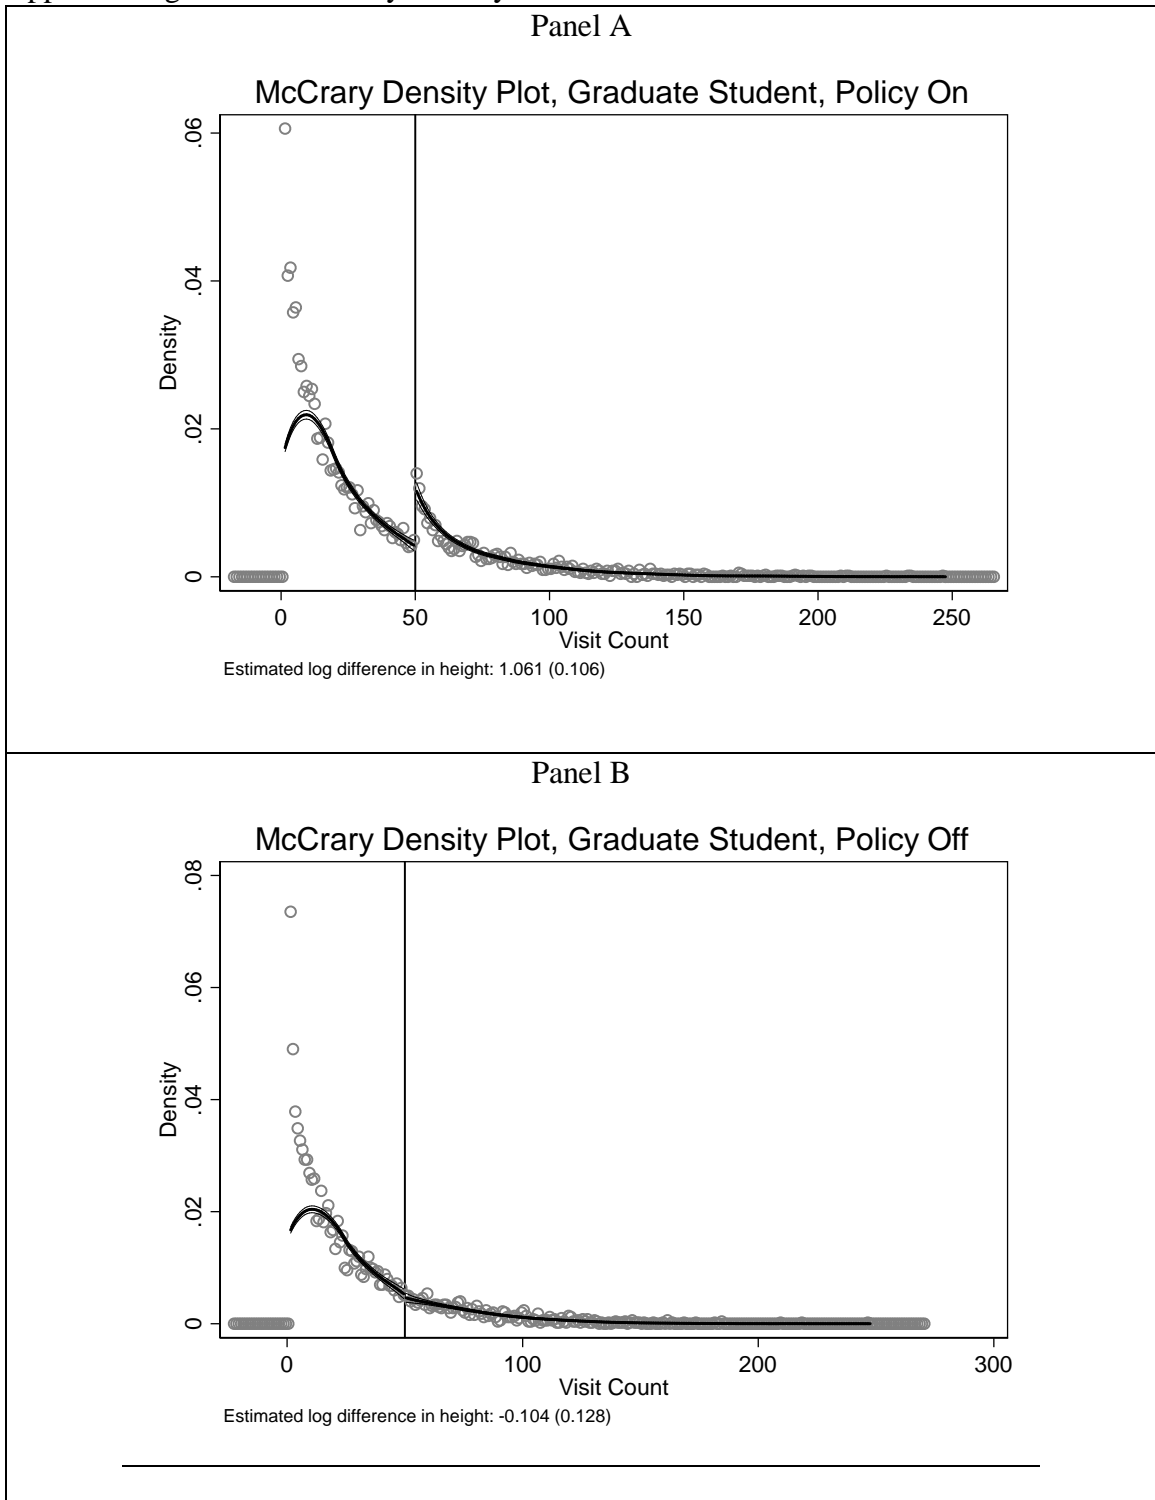 Panel A
McCrary Density Plot, Graduate Student, Policy On
.06
.04
.02
0
Density
0 50 100 150 200 250
Visit Count
Estimated log difference in height: 1.061 (0.106)
Panel B
McCrary Density Plot, Graduate Student, Policy Off
.08
.06
.04
.02
0
Density
0 100 200 300
Visit Count
Estimated log difference in height: -0.104 (0.128)